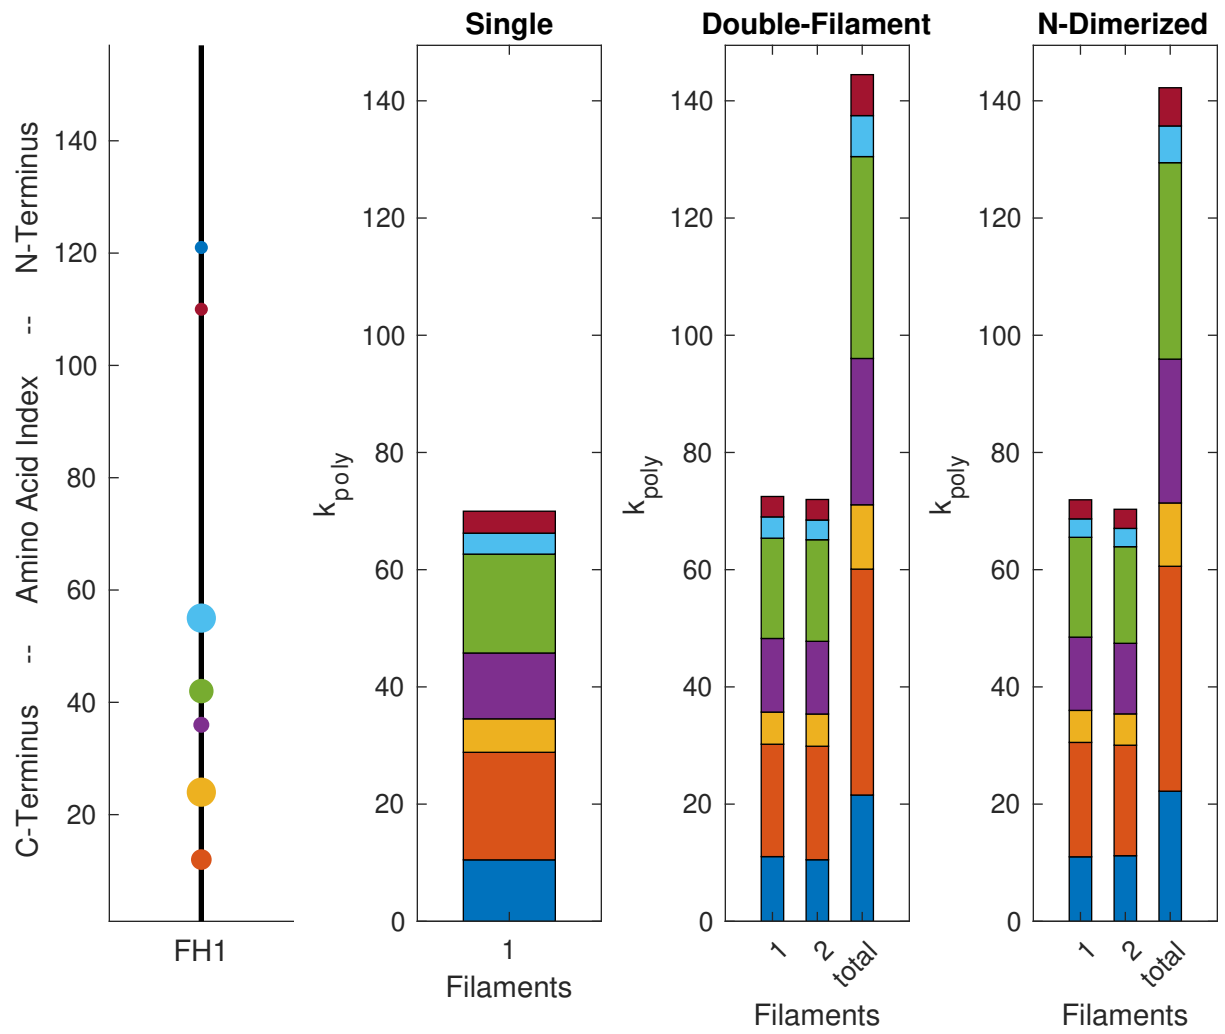 Single
Double-Filament
N-Dimerized
C-Terminus -- Amino Acid Index -- N-Terminus
140
120
100
80
60
40
20
FH1
k_poly
140
120
100
80
60
40
20
0
1
Filaments
k_poly
140
120
100
80
60
40
20
0
1
2
total
Filaments
k_poly
140
120
100
80
60
40
20
0
1
2
total
Filaments